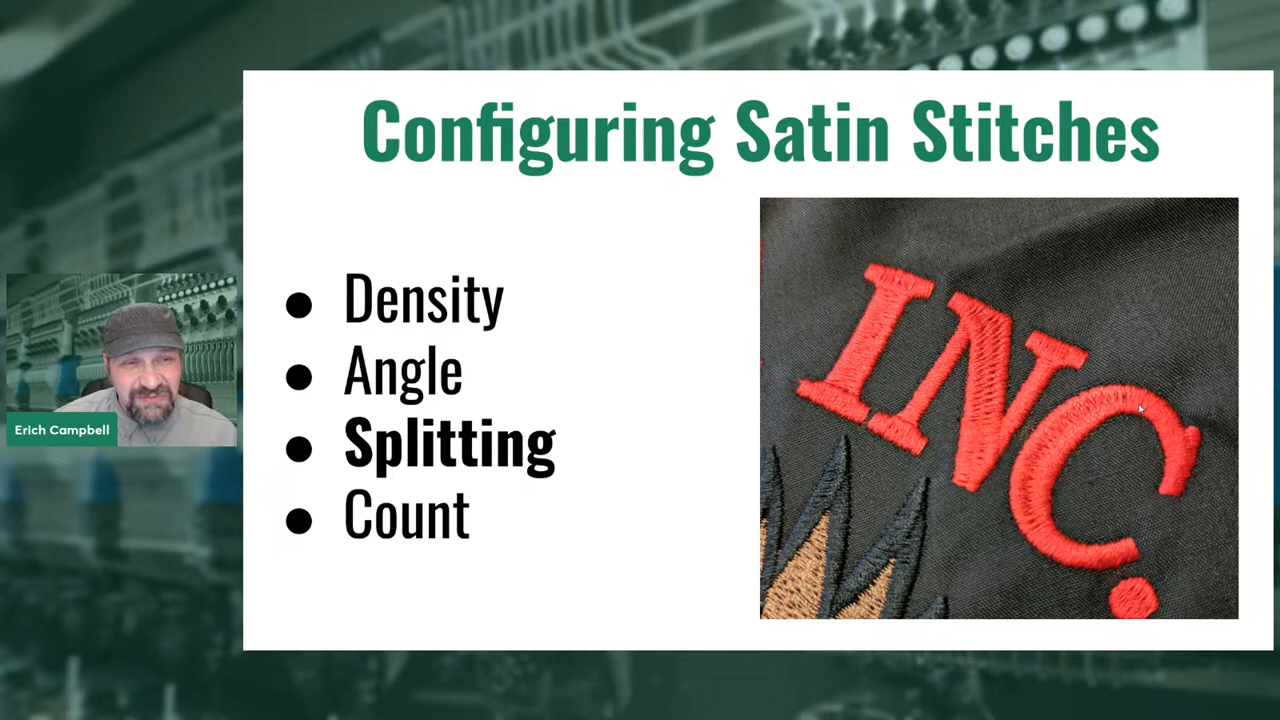 Configuring Satin Stitches
Density
Angle
Splitting
Count
INC.
Erich Campbell